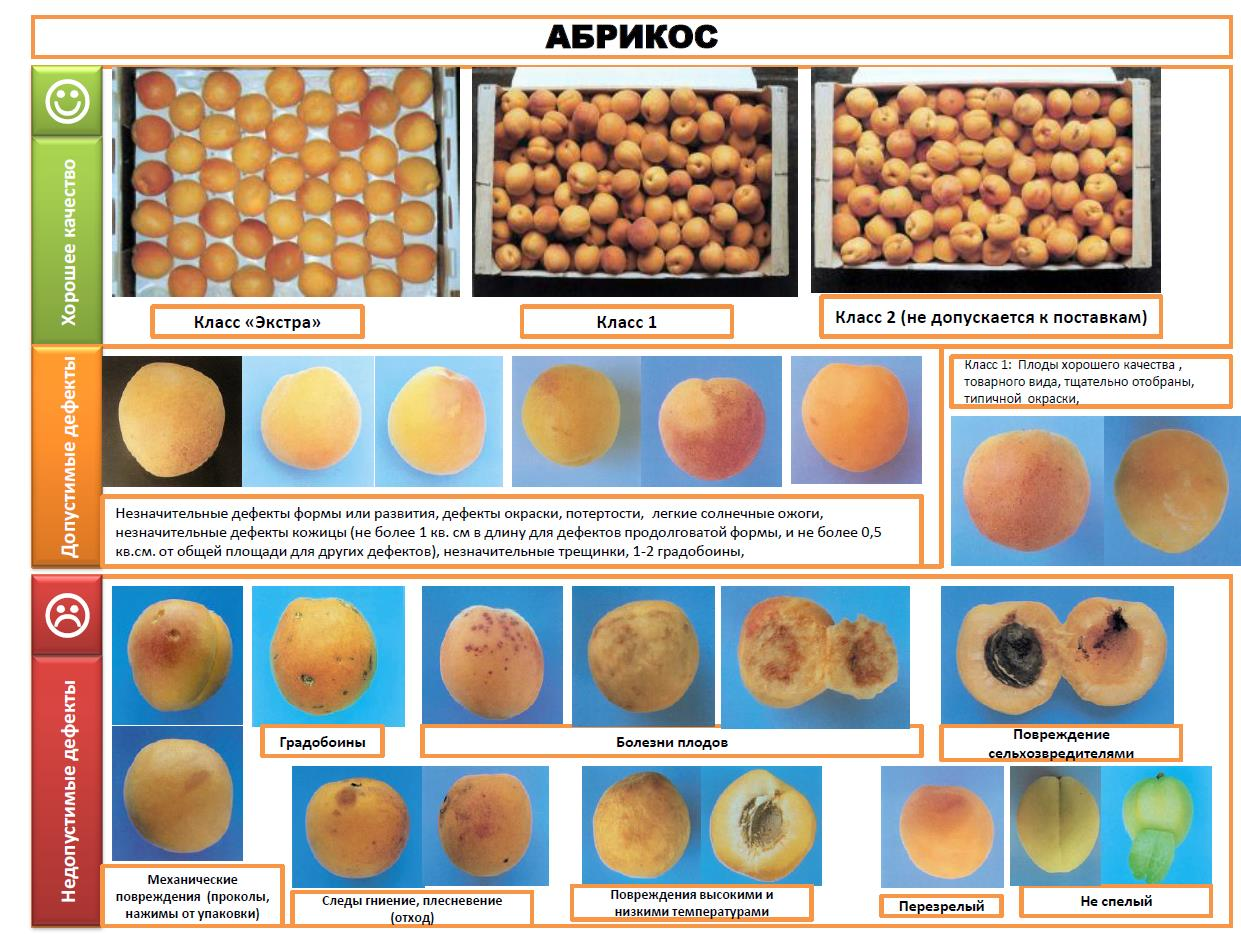 АБРИКОС
Хорошее качество
Класс «Экстра»
Класс 1
Класс 2 (не допускается к поставкам)
Допустимые дефекты
Незначительные дефекты формы или развития, дефекты окраски, потертости, легкие солнечные ожоги,
незначительные дефекты кожицы (не более 1 кв. см в длину для дефектов продолговатой формы, и не более 0,5
кв.см. от общей площади для других дефектов), незначительные трещинки, 1-2 градобоины,
Класс 1: Плоды хорошего качества ,
товарного вида, тщательно отобраны,
типичной окраски,
Недопустимые дефекты
Градобоины
Болезни плодов
Повреждение
сельхозвредителями
Механические
повреждения (проколы,
нажимы от упаковки)
Следы гниение, плесневение
(отход)
Повреждения высокими и
низкими температурами
Перезрелый
Не спелый